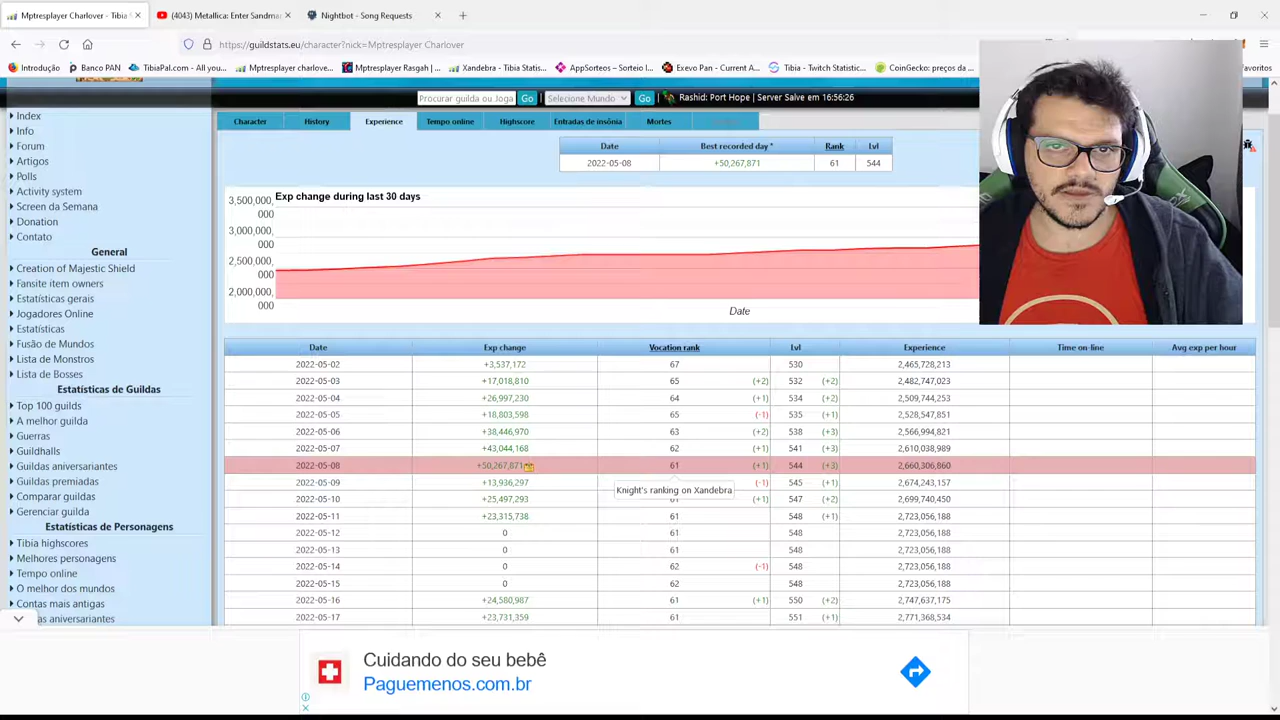 Mptresplayer Charlover - Tibia S
(4043) Metallica: Enter Sandma
Nightbot - Song Requests
https://guildstats.eu/character?nick=Mptresplayer Charlover
Introdução
Banco PAN
TibiaPal.com - All you...
Mptresplayer charlove...
Mptresplayer Rasgah |...
Xandebra - Tibia Statis...
AppSorteos – Sorteio I...
Exevo Pan - Current A...
Tibia - Twitch Statistic...
CoinGecko: preços da ...
Favoritos
Procurar guilda ou Joga
Go
Selecione Mundo
Go
Rashid: Port Hope | Server Salve em 16:56:26
Index
Info
Forum
Artigos
Polls
Activity system
Screen da Semana
Donation
Contato
General
Creation of Majestic Shield
Fansite item owners
Estatísticas gerais
Jogadores Online
Estatísticas
Fusão de Mundos
Lista de Monstros
Lista de Bosses
Estatísticas de Guildas
Top 100 guilds
A melhor guilda
Guerras
Guildhalls
Guildas aniversariantes
Guildas premiadas
Comparar guildas
Gerenciar guilda
Estatísticas de Personagens
Tibia highscores
Melhores personagens
Tempo online
O melhor dos mundos
Contas mais antigas
as aniversariantes
Character
History
Experience
Tempo online
Highscore
Entradas de insônia
Mortes
Date Best recorded day * Rank Lvl
2022-05-08 +50,267,871 61 544
Exp change during last 30 days
3,500,000,
000
3,000,000,
000
2,500,000,
000
2,000,000,
000
Date
Date Exp change Vocation rank Lvl Experience Time on-line Avg exp per hour
2022-05-02 +3,537,172 67 530 2,465,728,213
2022-05-03 +17,018,810 65 (+2) 532 (+2) 2,482,747,023
2022-05-04 +26,997,230 64 (+1) 534 (+2) 2,509,744,253
2022-05-05 +18,803,598 65 (-1) 535 (+1) 2,528,547,851
2022-05-06 +38,446,970 63 (+2) 538 (+3) 2,566,994,821
2022-05-07 +43,044,168 62 (+1) 541 (+3) 2,610,038,989
2022-05-08 +50,267,871 61 (+1) 544 (+3) 2,660,306,860
2022-05-09 +13,936,297 (-1) 545 (+1) 2,674,243,157
Knight's ranking on Xandebra
2022-05-10 +25,497,293 61 (+1) 547 (+2) 2,699,740,450
2022-05-11 +23,315,738 61 548 (+1) 2,723,056,188
2022-05-12 0 61 548 2,723,056,188
2022-05-13 0 61 548 2,723,056,188
2022-05-14 0 62 (-1) 548 2,723,056,188
2022-05-15 0 62 548 2,723,056,188
2022-05-16 +24,580,987 61 (+1) 550 (+2) 2,747,637,175
2022-05-17 +23,731,359 61 551 (+1) 2,771,368,534
Cuidando do seu bebê
Paguemenos.com.br